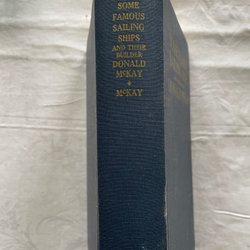 SOME
FAMOUS
SAILING
SHIPS
AND THEIR
BUILDER
DONALD
McKAY
McKAY